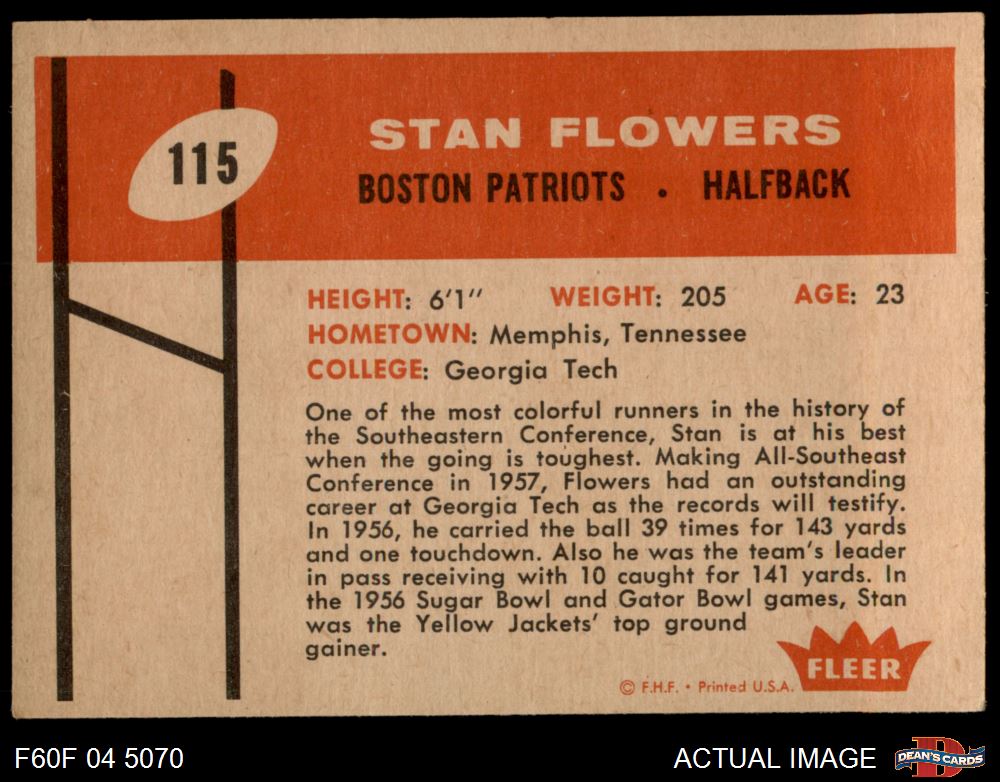 115
STAN FLOWERS
BOSTON PATRIOTS • HALFBACK
HEIGHT: 6'1" WEIGHT: 205 AGE: 23
HOMETOWN: Memphis, Tennessee
COLLEGE: Georgia Tech
One of the most colorful runners in the history of
the Southeastern Conference, Stan is at his best
when the going is toughest. Making All-Southeast
Conference in 1957, Flowers had an outstanding
career at Georgia Tech as the records will testify.
In 1956, he carried the ball 39 times for 143 yards
and one touchdown. Also he was the team's leader
in pass receiving with 10 caught for 141 yards. In
the 1956 Sugar Bowl and Gator Bowl games, Stan
was the Yellow Jackets' top ground
gainer.
FLEER
© F.H.F. • Printed U.S.A.
F60F 04 5070
ACTUAL IMAGE
D
DEAN'S CARDS